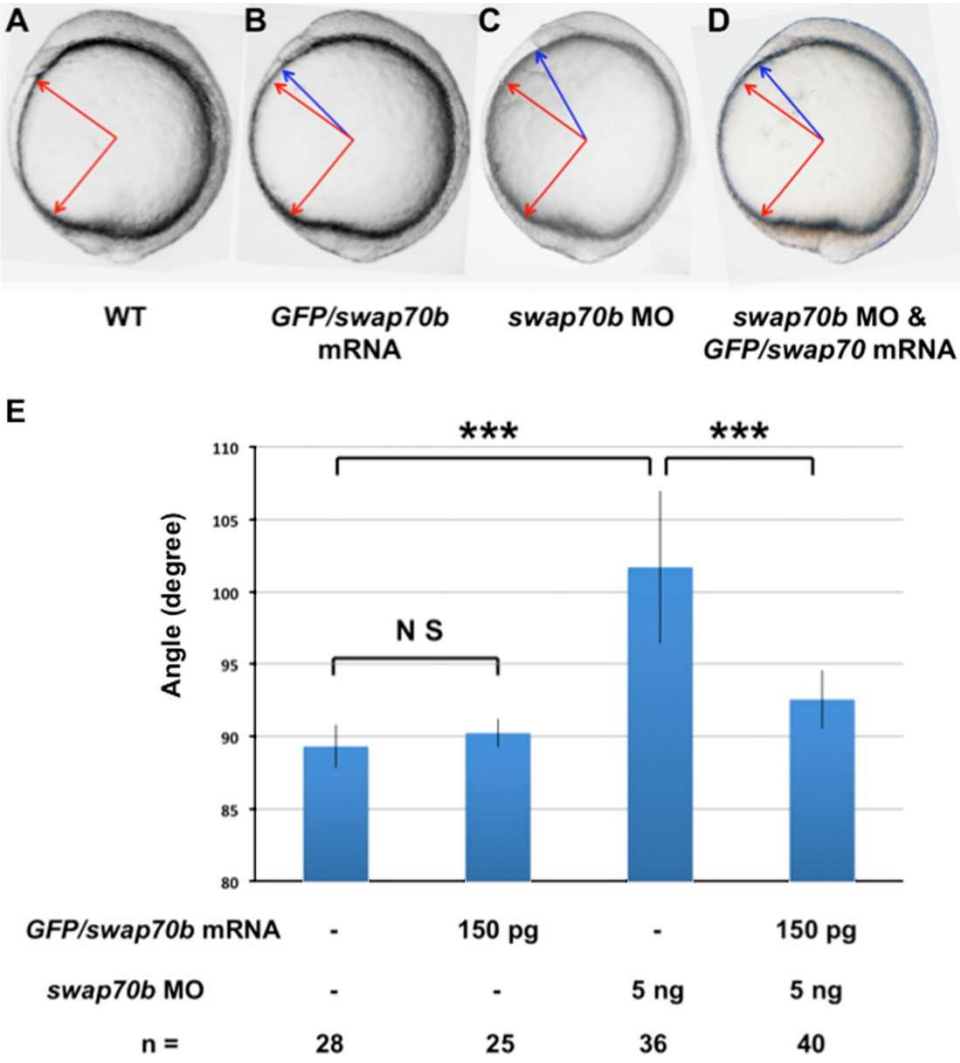 A B C D
WT
GFP/swap70b
mRNA
swap70b MO
swap70b MO &
GFP/swap70 mRNA
E
*** ***
110
105
100
95
90
85
80
N S
Angle (degree)
GFP/swap70b mRNA - 150 pg - 150 pg
swap70b MO - - 5 ng 5 ng
n = 28 25 36 40